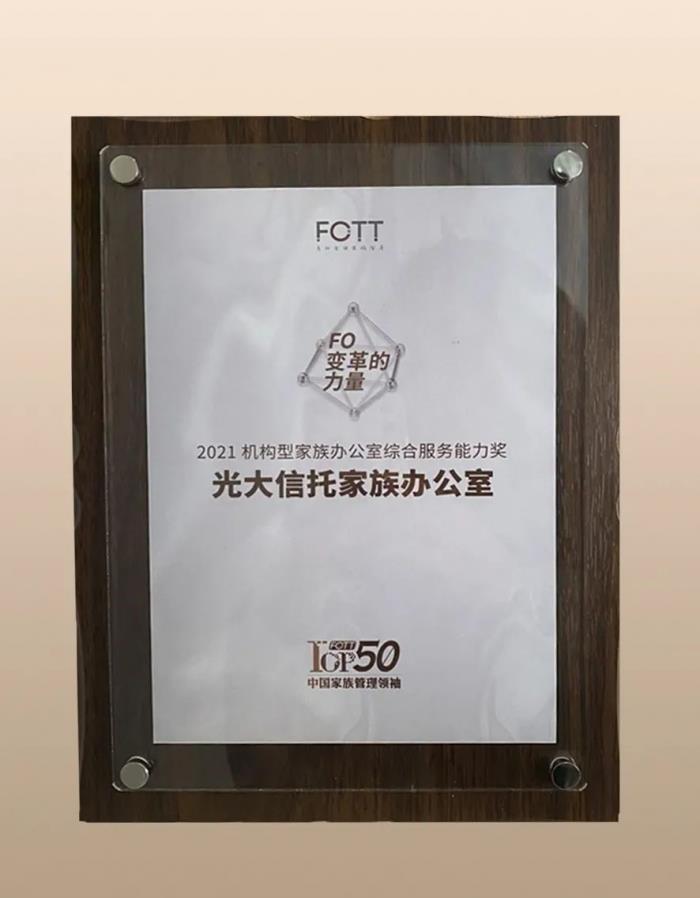 FOTT
FO
变革的
力量
2021 机构型家族办公室综合服务能力奖
光大信托家族办公室
FOTT
TOP50
中国家族管理领袖